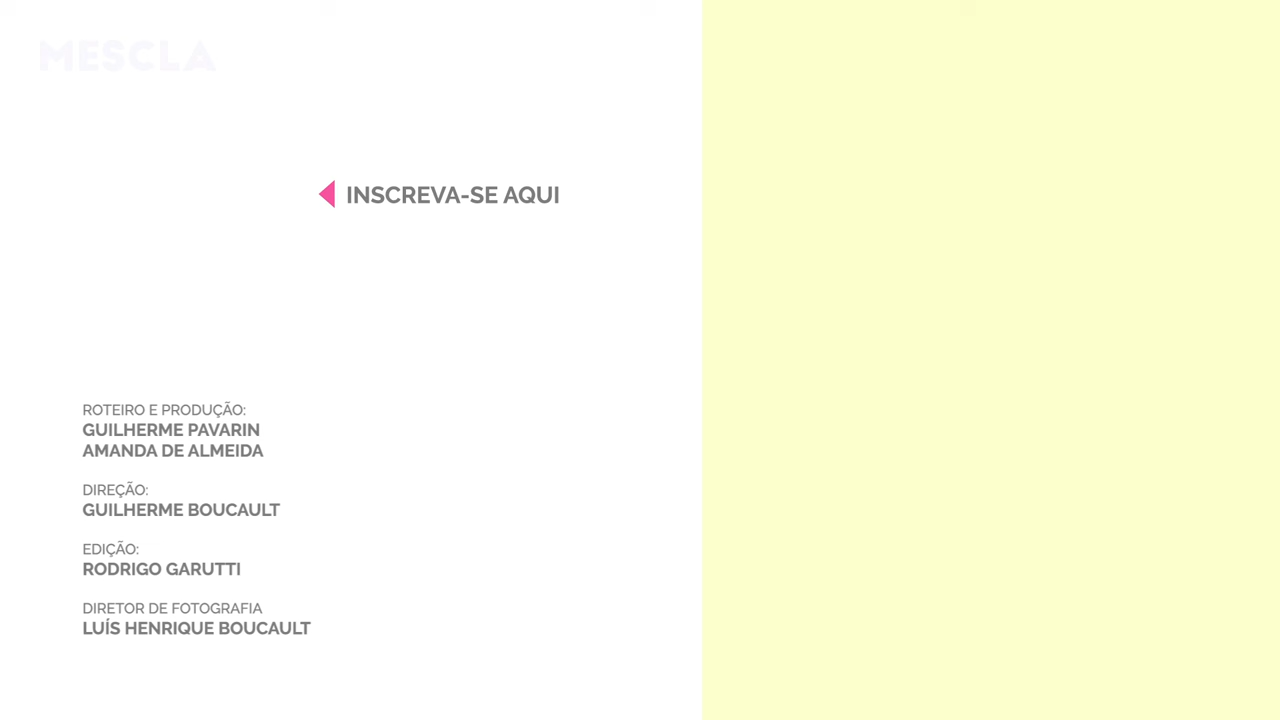 MESCLA
INSCREVA-SE AQUI
ROTEIRO E PRODUÇÃO:
GUILHERME PAVARIN
AMANDA DE ALMEIDA
DIREÇÃO:
GUILHERME BOUCAULT
EDIÇÃO:
RODRIGO GARUTTI
DIRETOR DE FOTOGRAFIA
LUÍS HENRIQUE BOUCAULT